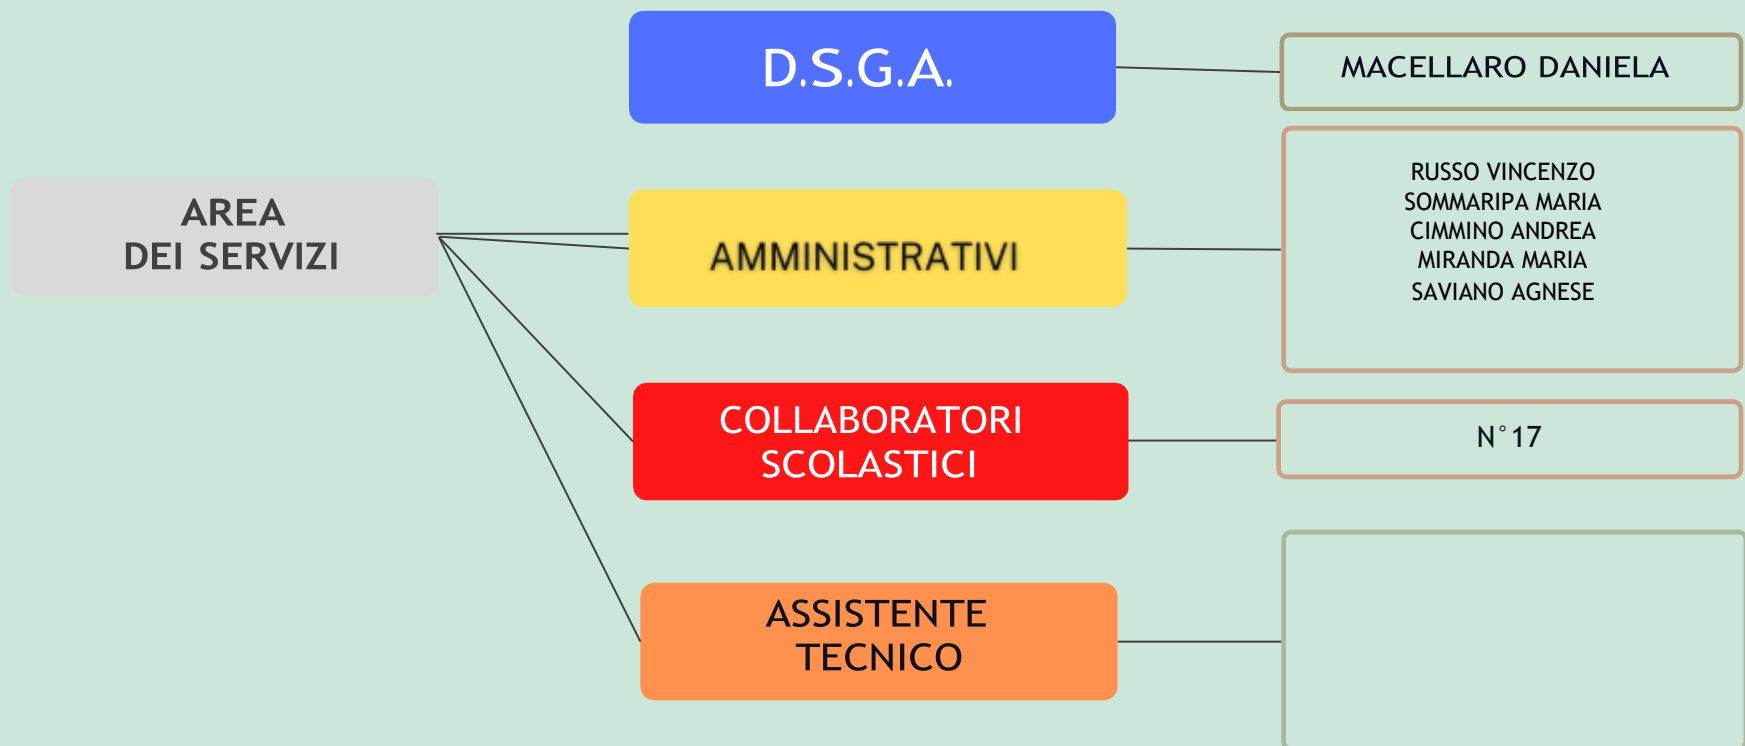 D.S.G.A.
MACELLARO DANIELA
AREA
DEI SERVIZI
AMMINISTRATIVI
RUSSO VINCENZO
SOMMARIPA MARIA
CIMMINO ANDREA
MIRANDA MARIA
SAVIANO AGNESE
COLLABORATORI
SCOLASTICI
N°17
ASSISTENTE
TECNICO